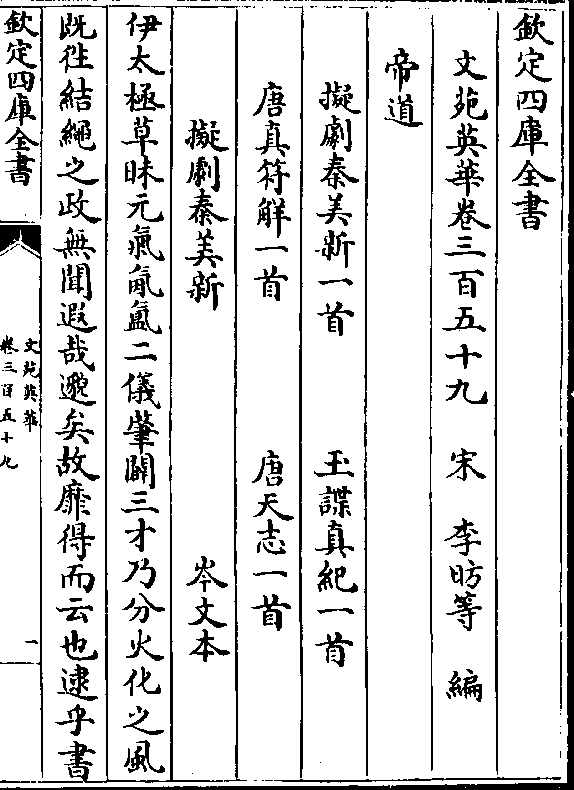 欽定四庫全書
文苑英華卷三百五十九 宋 李昉等 編
帝道
擬劇秦美新一首 玉諜真紀一首
唐真符解一首 唐天志一首
擬劇秦美新 岑文本
伊太極草昧元氣氤氲二儀肇闢三才乃分火化之風
既徃結繩之政無聞遐哉邈矣故靡得而云也逮乎書
欽定四庫全書
文苑英華
卷三百五十九
一